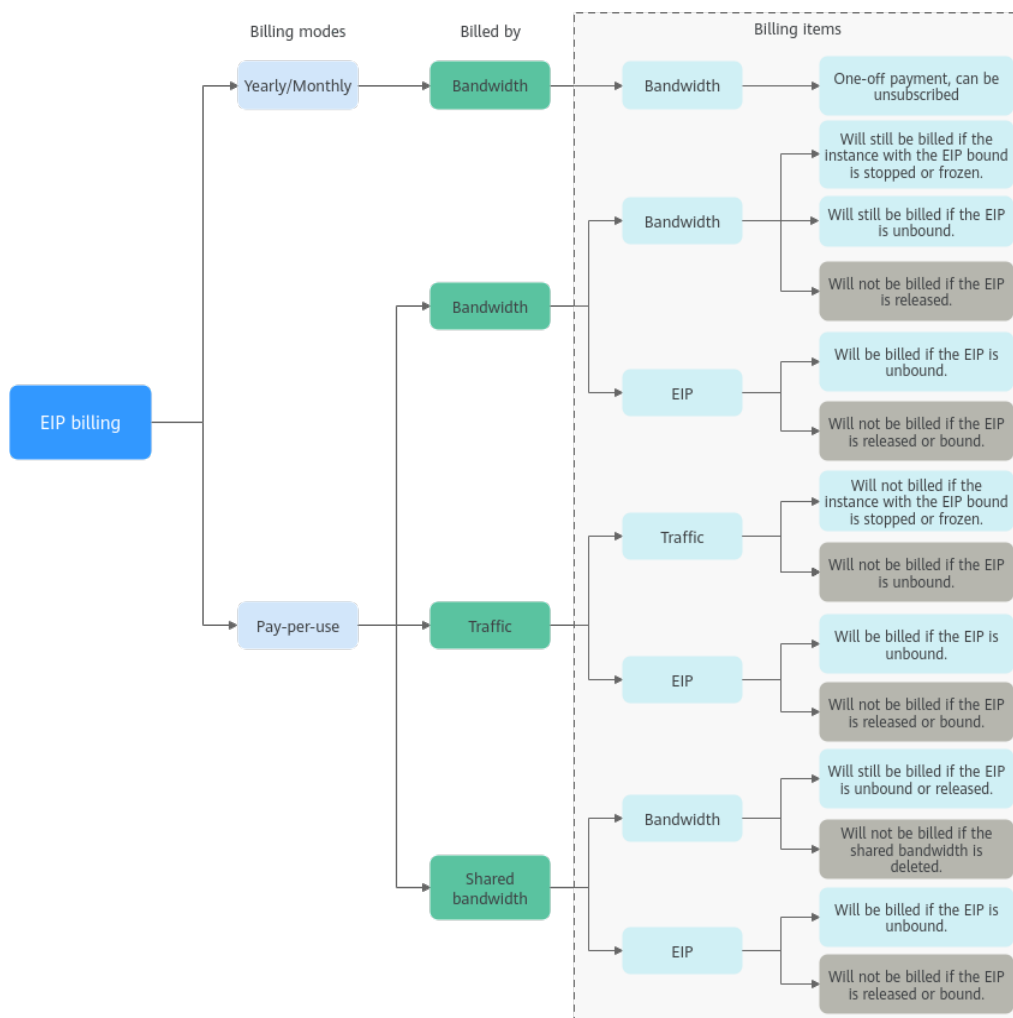 Billing modes
Billed by
Billing items
Yearly/Monthly
Bandwidth
Bandwidth
One-off payment, can be
unsubscribed
Will still be billed if the
instance with the EIP bound
is stopped or frozen.
Bandwidth
Will still be billed if the EIP
is unbound.
Will not be billed if the EIP
is released.
Bandwidth
Will be billed if the EIP is
unbound.
EIP
Will not be billed if the EIP
is released or bound.
EIP billing
Will not billed if the
instance with the EIP bound
is stopped or frozen.
Traffic
Will not be billed if the EIP
is unbound.
Pay-per-use
Traffic
Will be billed if the EIP is
unbound.
EIP
Will not be billed if the EIP
is released or bound.
Will still be billed if the EIP
is unbound or released.
Bandwidth
Will not be billed if the
shared bandwidth is
deleted.
Shared
bandwidth
Will be billed if the EIP is
unbound.
EIP
Will not be billed if the EIP
is released or bound.